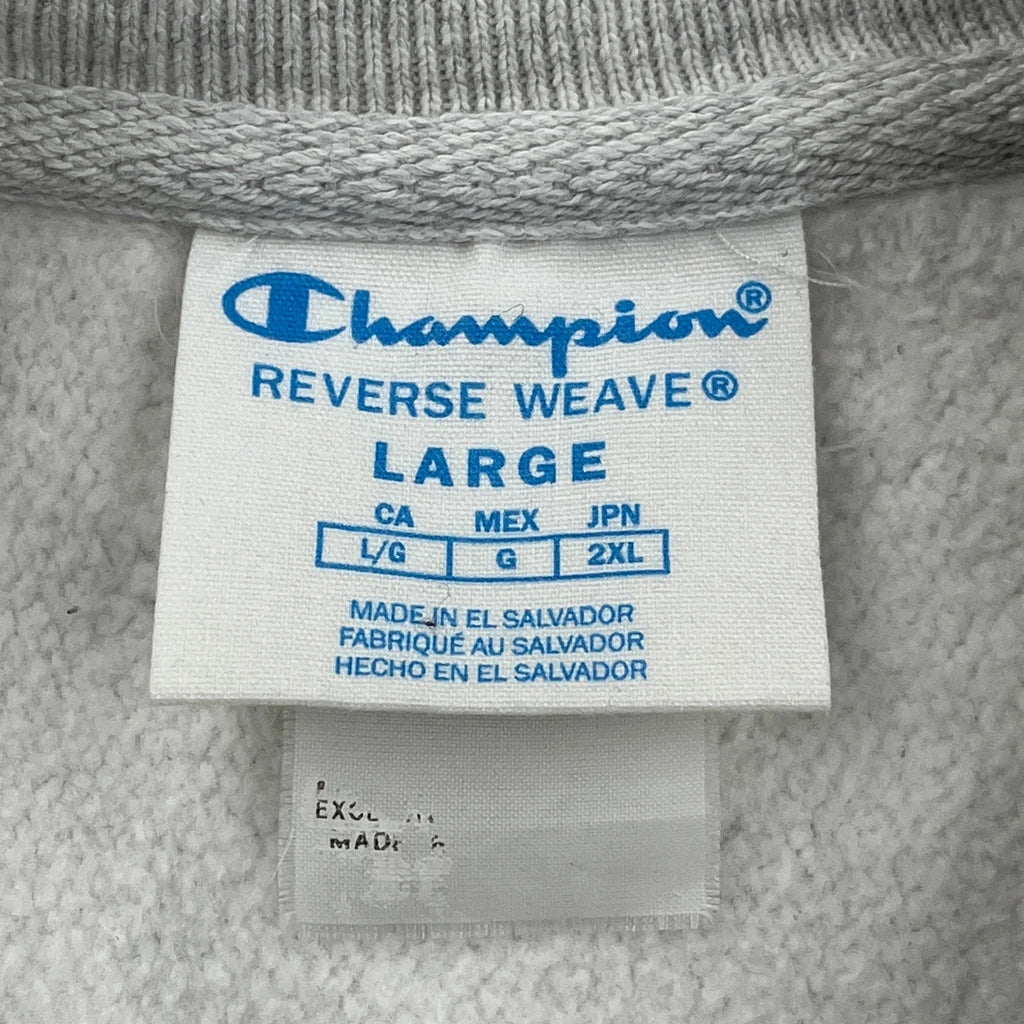 Champion®
REVERSE WEAVE®
LARGE
CA MEX JPN
L/G G 2XL
MADE IN EL SALVADOR
FABRIQUÉ AU SALVADOR
HECHO EN EL SALVADOR